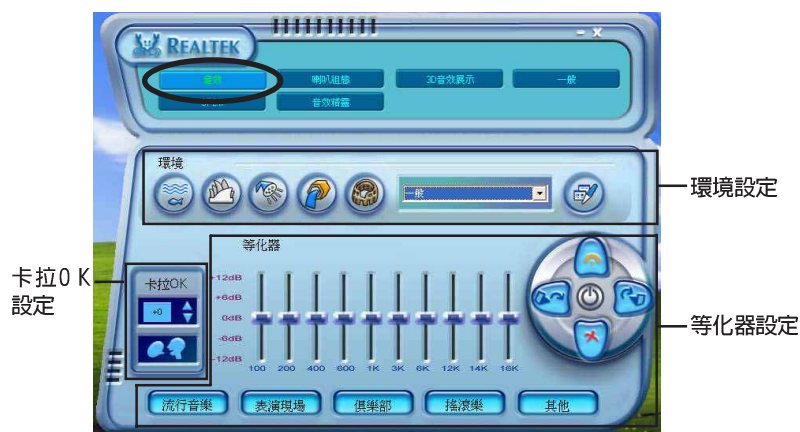 REALTEK
音效 喇叭組態 3D音效展示 一般
音效精靈
環境
一般
環境設定
等化器
卡拉OK
設定
卡拉OK
+0
+12dB
+6dB
0dB
-6dB
-12dB
100 200 400 600 1K 3K 6K 12K 14K 16K
等化器設定
流行音樂 表演現場 俱樂部 搖滾樂 其他